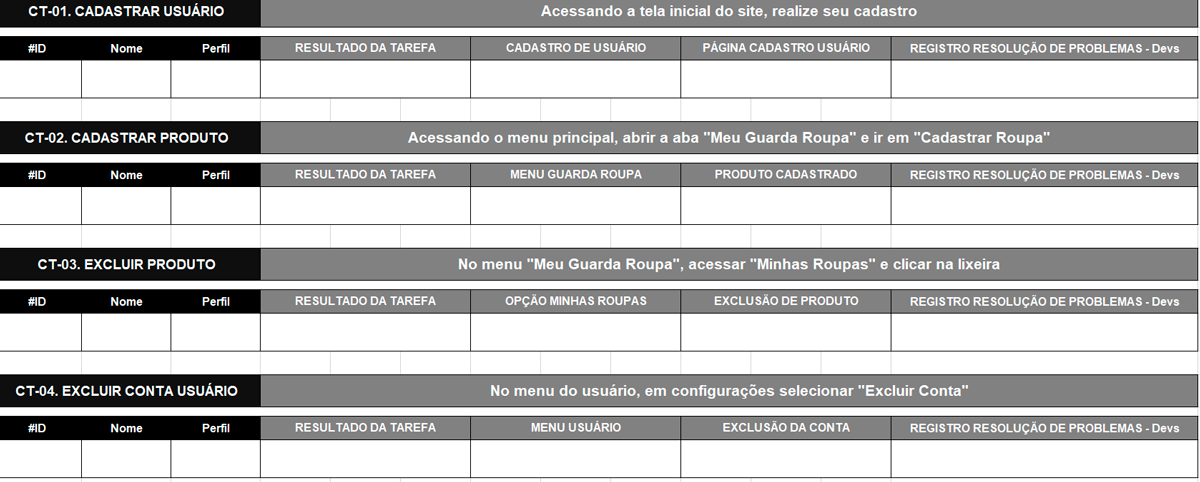 CT-01. CADASTRAR USUÁRIO Acessando a tela inicial do site, realize seu cadastro
#ID Nome Perfil RESULTADO DA TAREFA CADASTRO DE USUÁRIO PÁGINA CADASTRO USUÁRIO REGISTRO RESOLUÇÃO DE PROBLEMAS - Devs
CT-02. CADASTRAR PRODUTO Acessando o menu principal, abrir a aba "Meu Guarda Roupa" e ir em "Cadastrar Roupa"
#ID Nome Perfil RESULTADO DA TAREFA MENU GUARDA ROUPA PRODUTO CADASTRADO REGISTRO RESOLUÇÃO DE PROBLEMAS - Devs
CT-03. EXCLUIR PRODUTO No menu "Meu Guarda Roupa", acessar "Minhas Roupas" e clicar na lixeira
#ID Nome Perfil RESULTADO DA TAREFA OPÇÃO MINHAS ROUPAS EXCLUSÃO DE PRODUTO REGISTRO RESOLUÇÃO DE PROBLEMAS - Devs
CT-04. EXCLUIR CONTA USUÁRIO No menu do usuário, em configurações selecionar "Excluir Conta"
#ID Nome Perfil RESULTADO DA TAREFA MENU USUÁRIO EXCLUSÃO DA CONTA REGISTRO RESOLUÇÃO DE PROBLEMAS - Devs